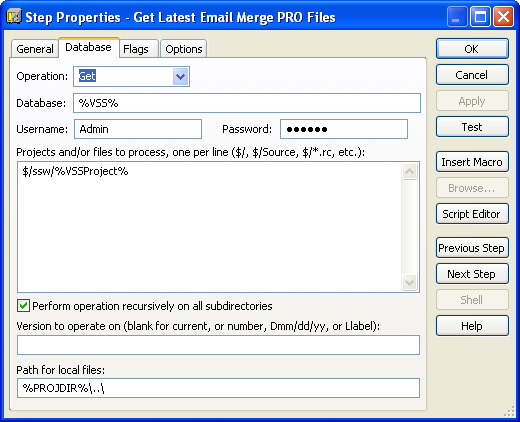 Step Properties - Get Latest Email Merge PRO Files
General Database Flags Options
Operation: Get
Database: %VSS%
Username: Admin Password: ●●●●●●
Projects and/or files to process, one per line ($/, $/Source, $/*.rc, etc.):
$/ssw/%VSSProject%
Perform operation recursively on all subdirectories
Version to operate on (blank for current, or number, Dmm/dd/yy, or Llabel):
Path for local files:
%PROJDIR%\..\
OK
Cancel
Apply
Test
Insert Macro
Browse...
Script Editor
Previous Step
Next Step
Shell
Help